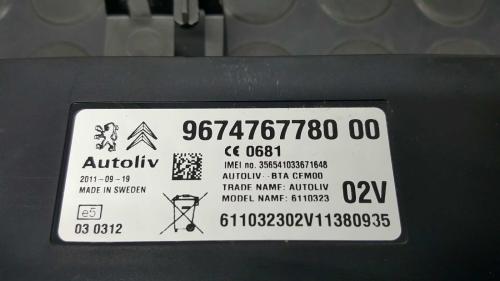 9674767780 00
CE 0681
Autoliv
IMEI no. 356541033671648
2011-09-19
AUTOLIV--BTA CEM00
MADE IN SWEDEN
TRADE NAME: AUTOLIV
MODEL NAME: 6110323
02V
e5
03 0312
611032302V11380935